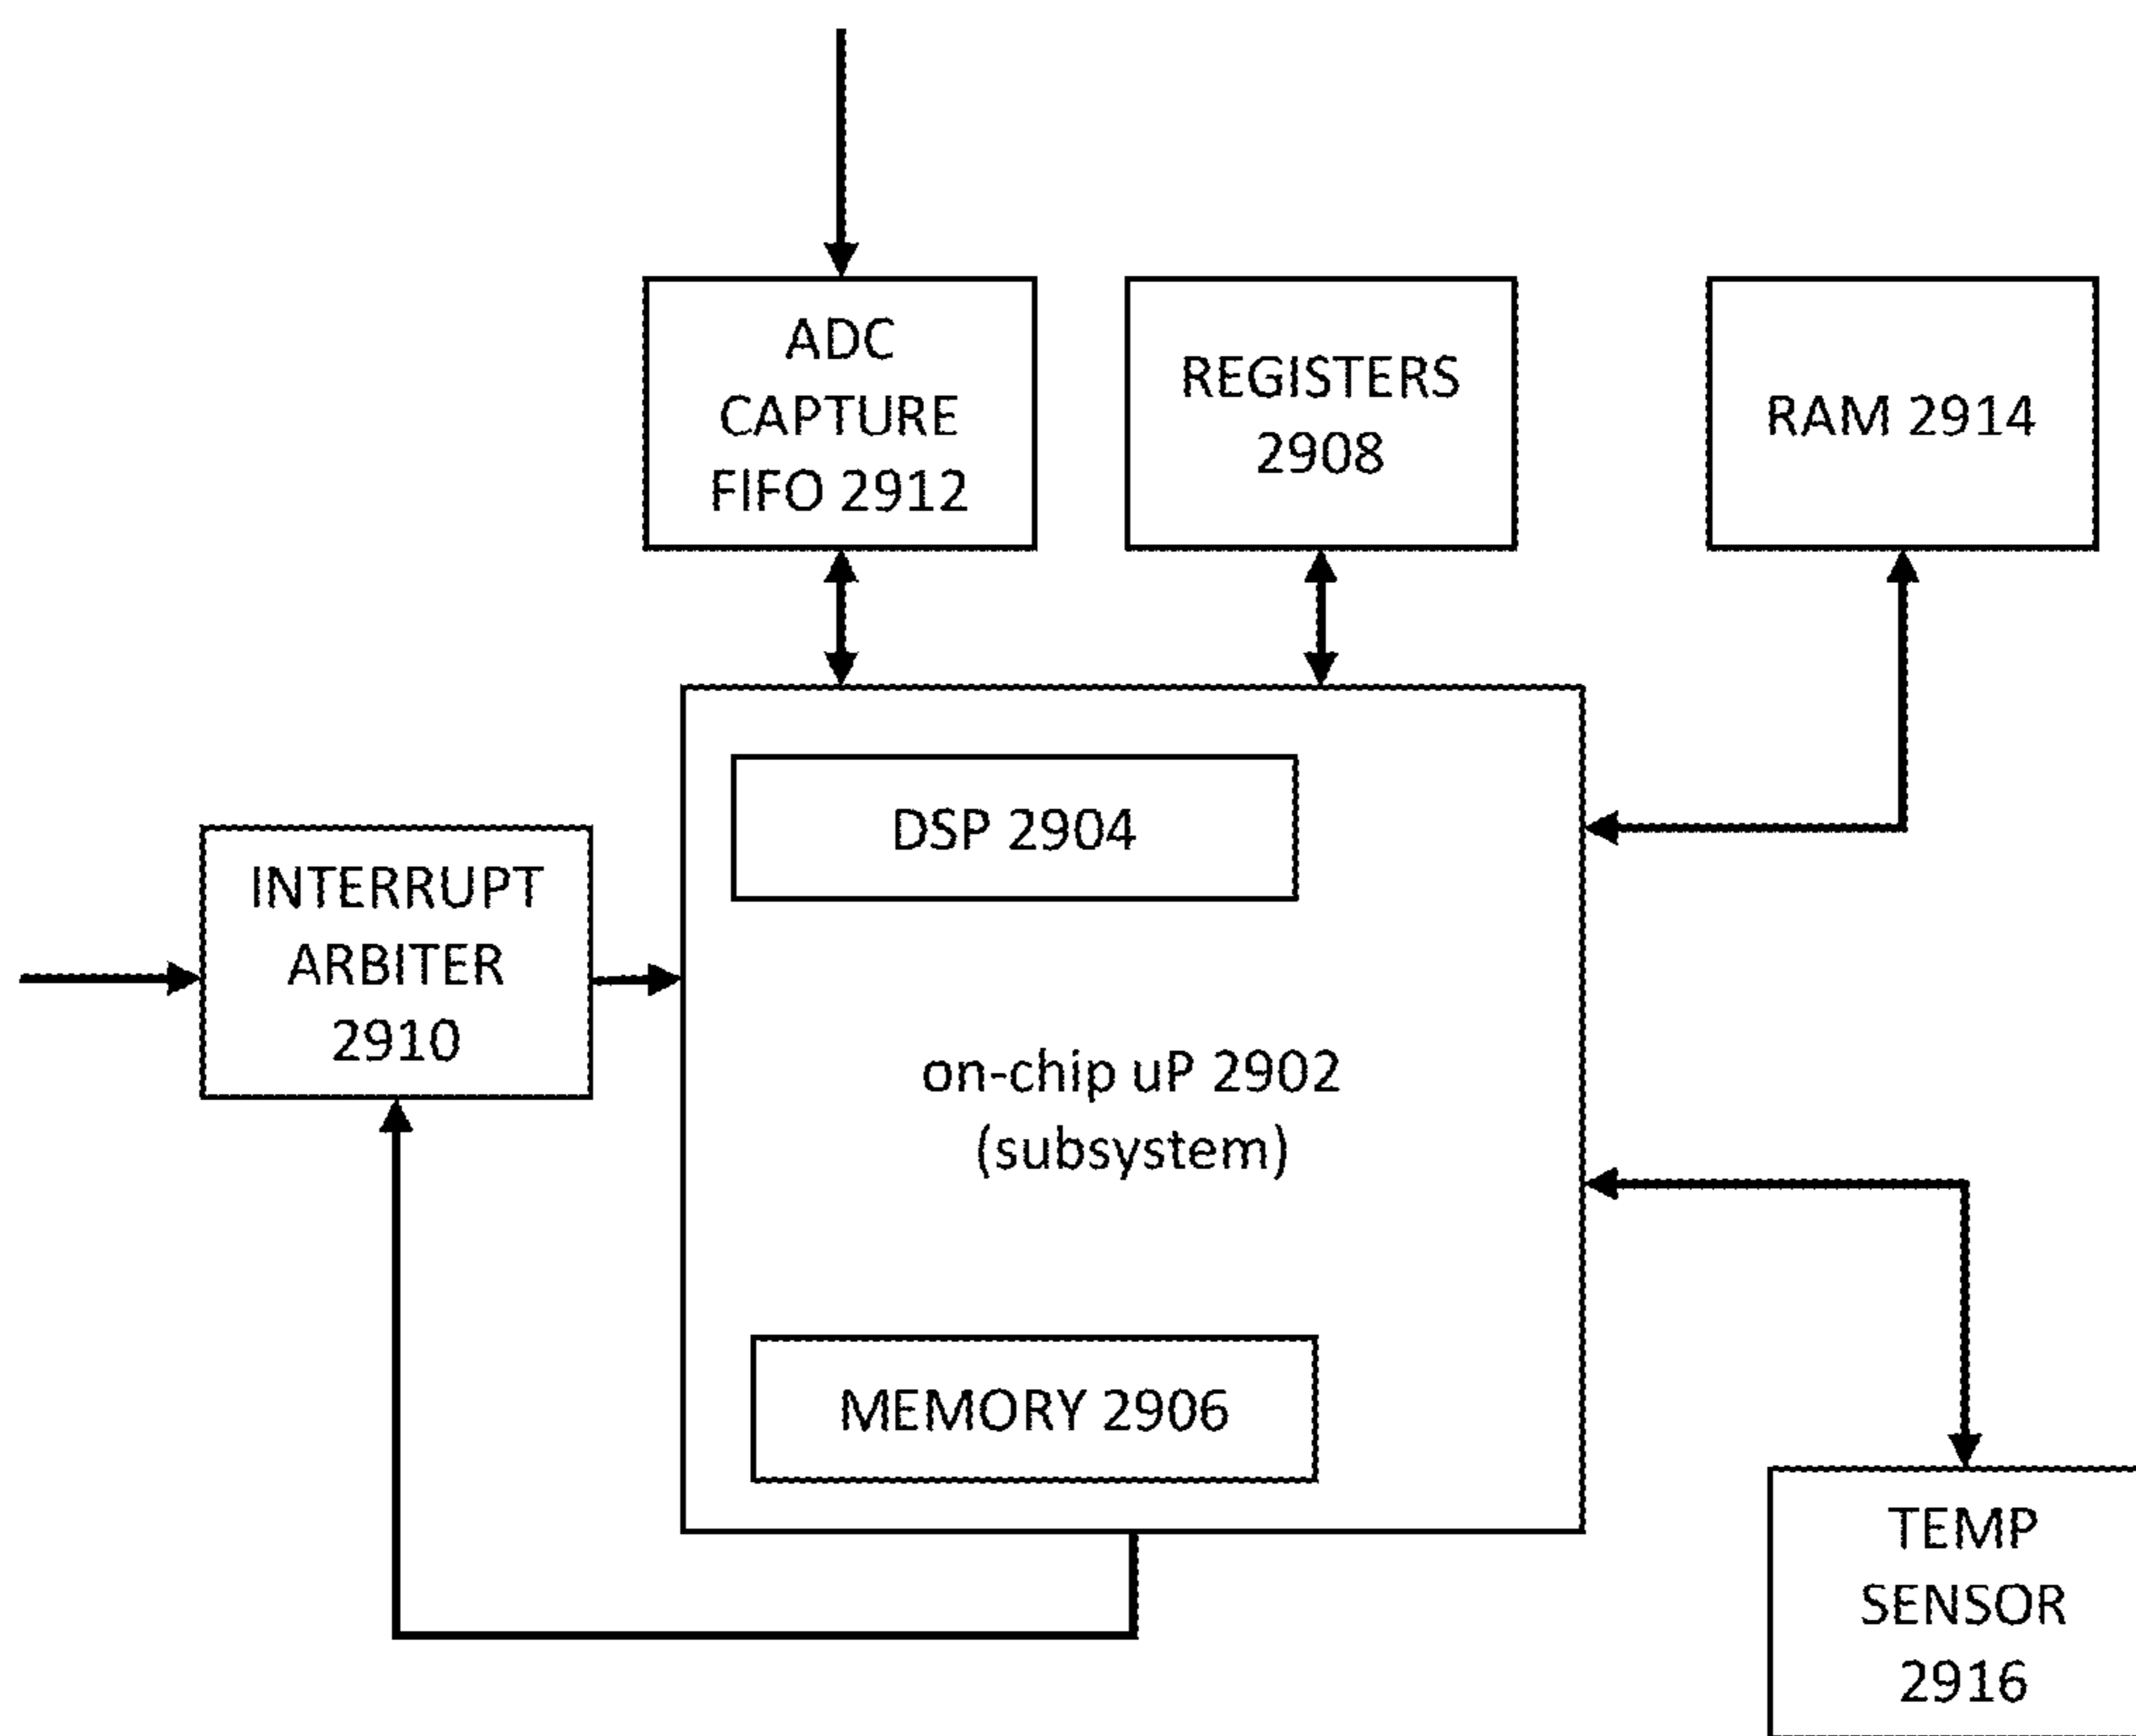 ADC
CAPTURE
FIFO 2912
REGISTERS
2908
RAM 2914
DSP 2904
INTERRUPT
ARBITER
2910
on-chip uP 2902
(subsystem)
MEMORY 2906
TEMP
SENSOR
2916